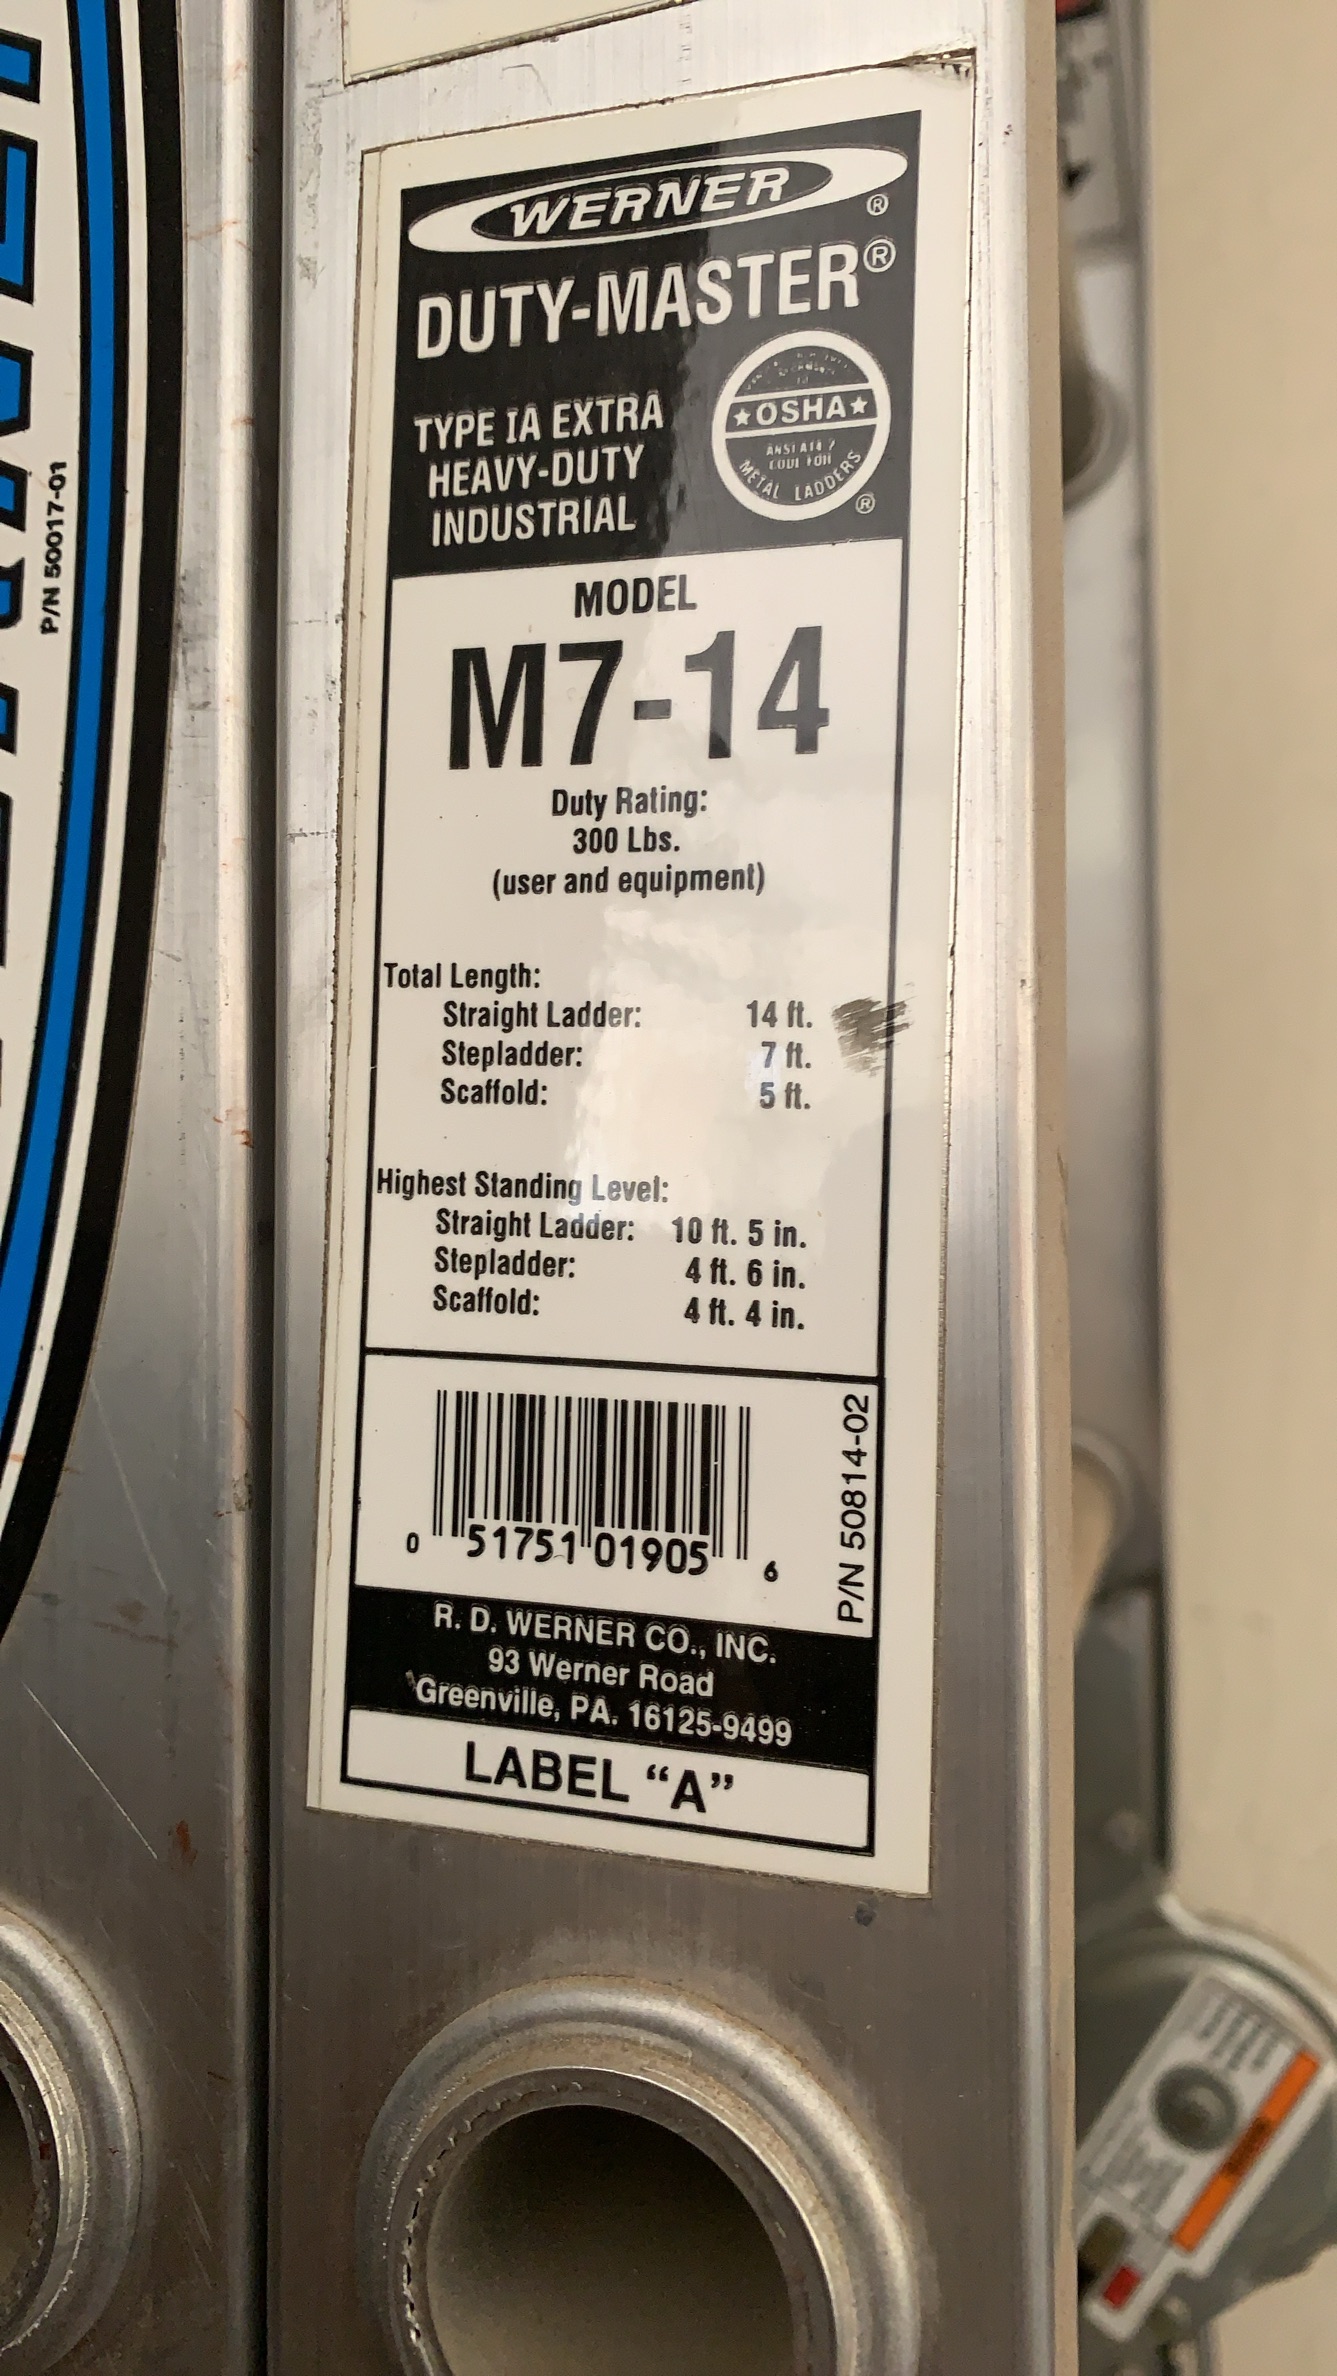 P/N 50017-01
WERNER®
DUTY-MASTER®
TYPE IA EXTRA
HEAVY-DUTY
INDUSTRIAL
★OSHA★
METAL LADDERS
®
MODEL
M7-14
Duty Rating:
300 Lbs.
(user and equipment)
Total Length:
Straight Ladder: 14 ft.
Stepladder: 7 ft.
Scaffold: 5 ft.
Highest Standing Level:
Straight Ladder: 10 ft. 5 in.
Stepladder: 4 ft. 6 in.
Scaffold: 4 ft. 4 in.
0 51751 01905 6
P/N 50814-02
R. D. WERNER CO., INC.
93 Werner Road
Greenville, PA. 16125-9499
LABEL “A”